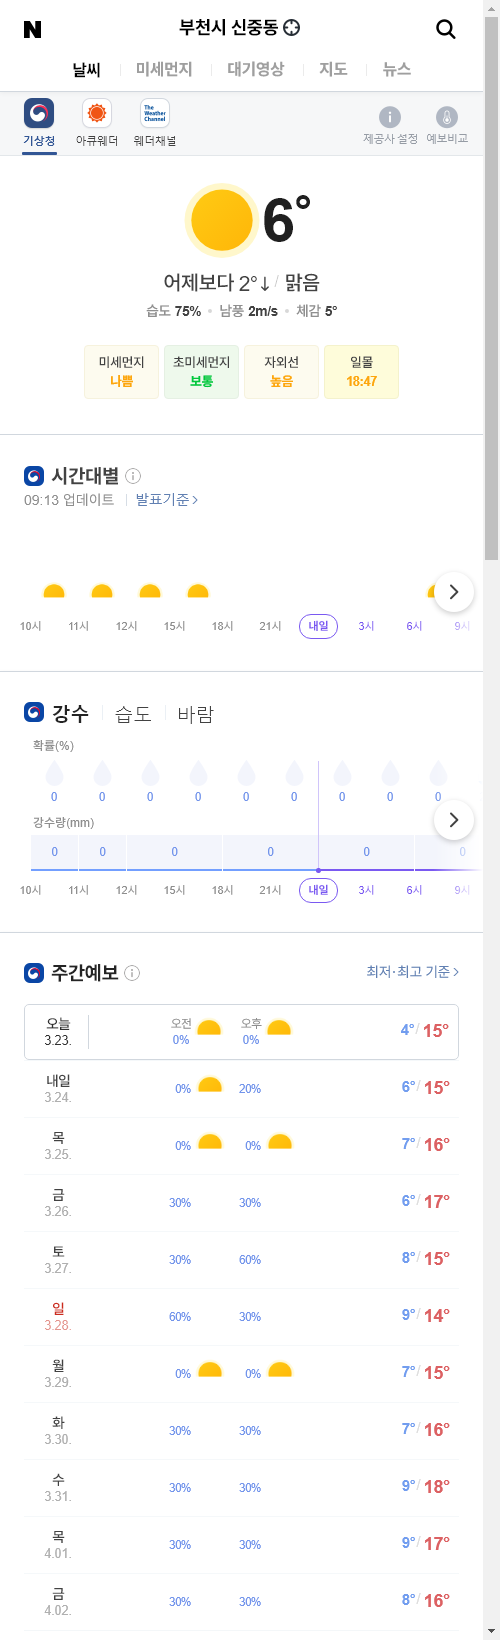 N 부천시 신중동
날씨 미세먼지 대기영상 지도 뉴스
The Weather Channel
기상청 아큐웨더 웨더채널 제공사 설정 예보비교
6°
어제보다 2°↓ / 맑음
습도 75% • 남풍 2m/s • 체감 5°
미세먼지 초미세먼지 자외선 일몰
나쁨 보통 높음 18:47
시간대별
09:13 업데이트 발표기준 >
10시 11시 12시 15시 18시 21시 내일 3시 6시 9시
강수 습도 바람
확률(%)
0 0 0 0 0 0 0 0 0
강수량(mm)
0 0 0 0 0 0
10시 11시 12시 15시 18시 21시 내일 3시 6시 9시
주간예보 최저·최고 기준 >
오늘 오전 오후
3.23. 0% 0% 4° / 15°
내일
3.24. 0% 20% 6° / 15°
목
3.25. 0% 0% 7° / 16°
금
3.26. 30% 30% 6° / 17°
토
3.27. 30% 60% 8° / 15°
일
3.28. 60% 30% 9° / 14°
월
3.29. 0% 0% 7° / 15°
화
3.30. 30% 30% 7° / 16°
수
3.31. 30% 30% 9° / 18°
목
4.01. 30% 30% 9° / 17°
금
4.02. 30% 30% 8° / 16°